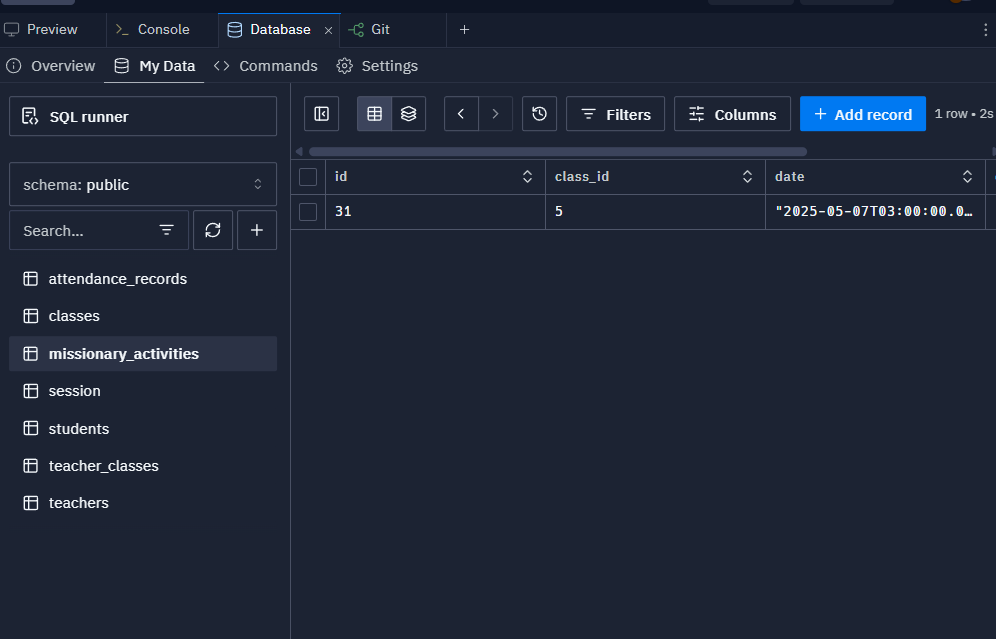 Preview
Console
Database
Git
Overview
My Data
Commands
Settings
SQL runner
Filters
Columns
Add record
1 row • 2s
schema: public
Search...
id
class_id
date
31
5
"2025-05-07T03:00:00.0…
attendance_records
classes
missionary_activities
session
students
teacher_classes
teachers